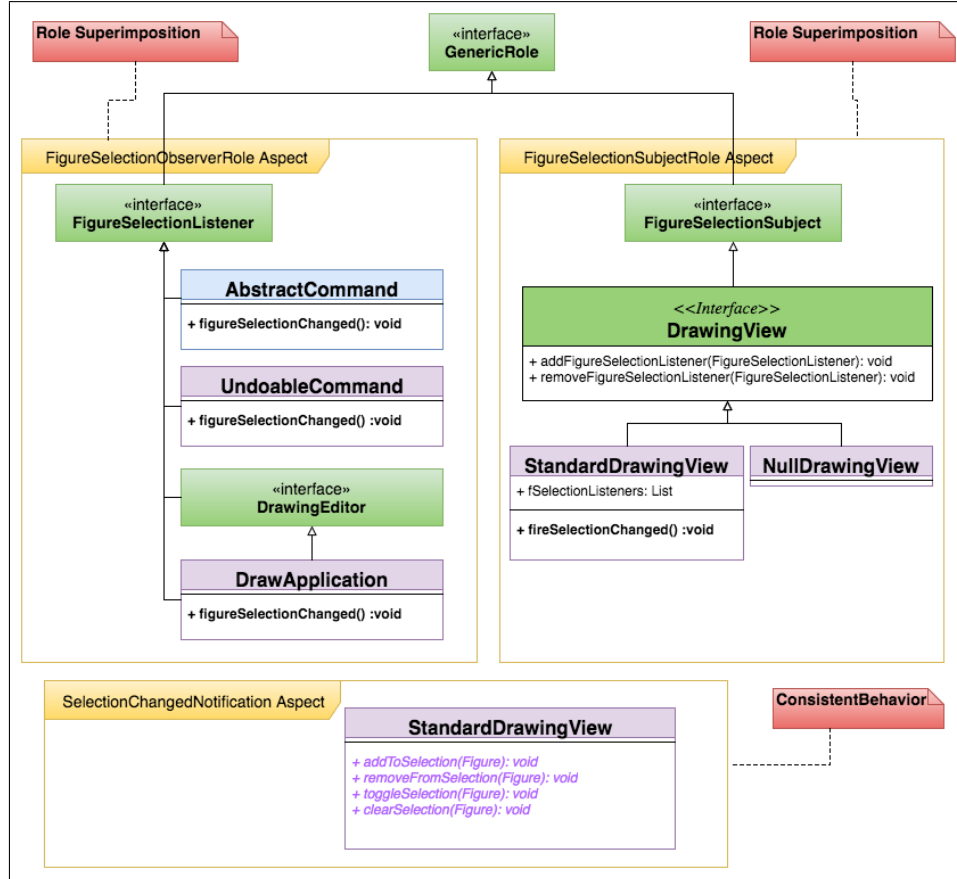 Role Superimposition
«interface»
GenericRole
Role Superimposition
FigureSelectionObserverRole Aspect
«interface»
FigureSelectionListener
AbstractCommand
+ figureSelectionChanged(): void
UndoableCommand
+ figureSelectionChanged() :void
«interface»
DrawingEditor
DrawApplication
+ figureSelectionChanged() :void
FigureSelectionSubjectRole Aspect
«interface»
FigureSelectionSubject
<<Interface>>
DrawingView
+ addFigureSelectionListener(FigureSelectionListener): void
+ removeFigureSelectionListener(FigureSelectionListener): void
StandardDrawingView
+ fSelectionListeners: List
+ fireSelectionChanged() :void
NullDrawingView
SelectionChangedNotification Aspect
StandardDrawingView
+ addToSelection(Figure): void
+ removeFromSelection(Figure): void
+ toggleSelection(Figure): void
+ clearSelection(Figure): void
ConsistentBehavior